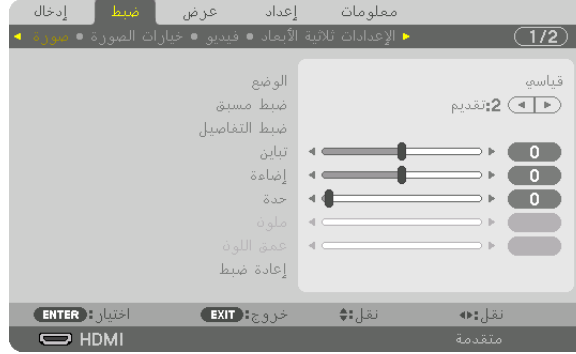 إدخال ضبط عرض إعداد معلومات
صورة • خيارات الصورة • فيديو • الإعدادات ثلاثية الأبعاد 1/2
الوضع قياسي
ضبط مسبق 2:تقديم
ضبط التفاصيل
تباين 0
إضاءة 0
حدة 0
ملون
عمق اللون
إعادة ضبط
ENTER:اختيار EXIT:خروج نقل: نقل:
HDMI متقدمة